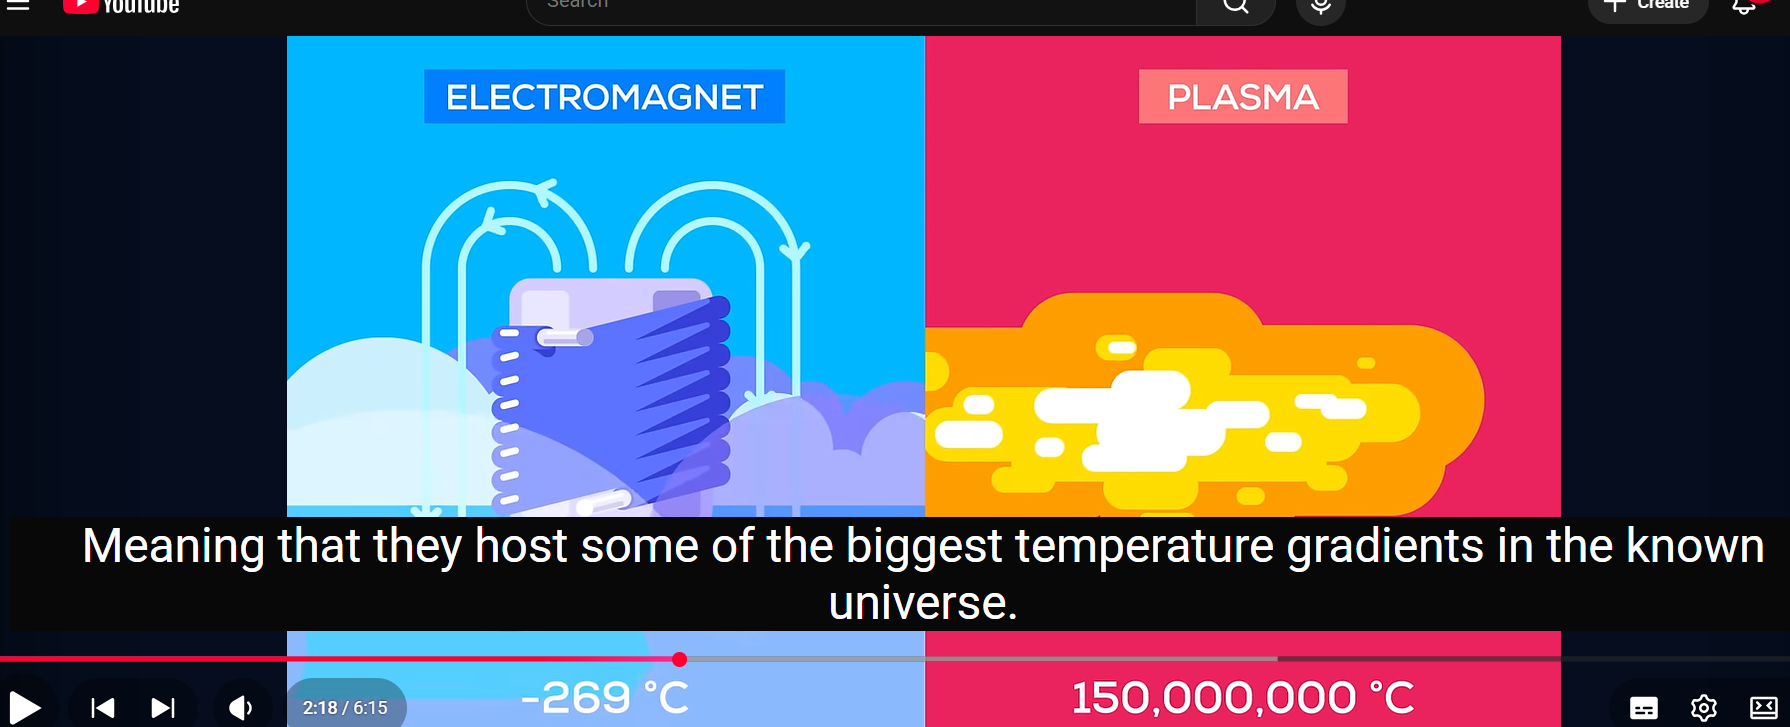 YouTube
Search
Create
ELECTROMAGNET
PLASMA
Meaning that they host some of the biggest temperature gradients in the known
universe.
-269 °C
150,000,000 °C
2:18 / 6:15